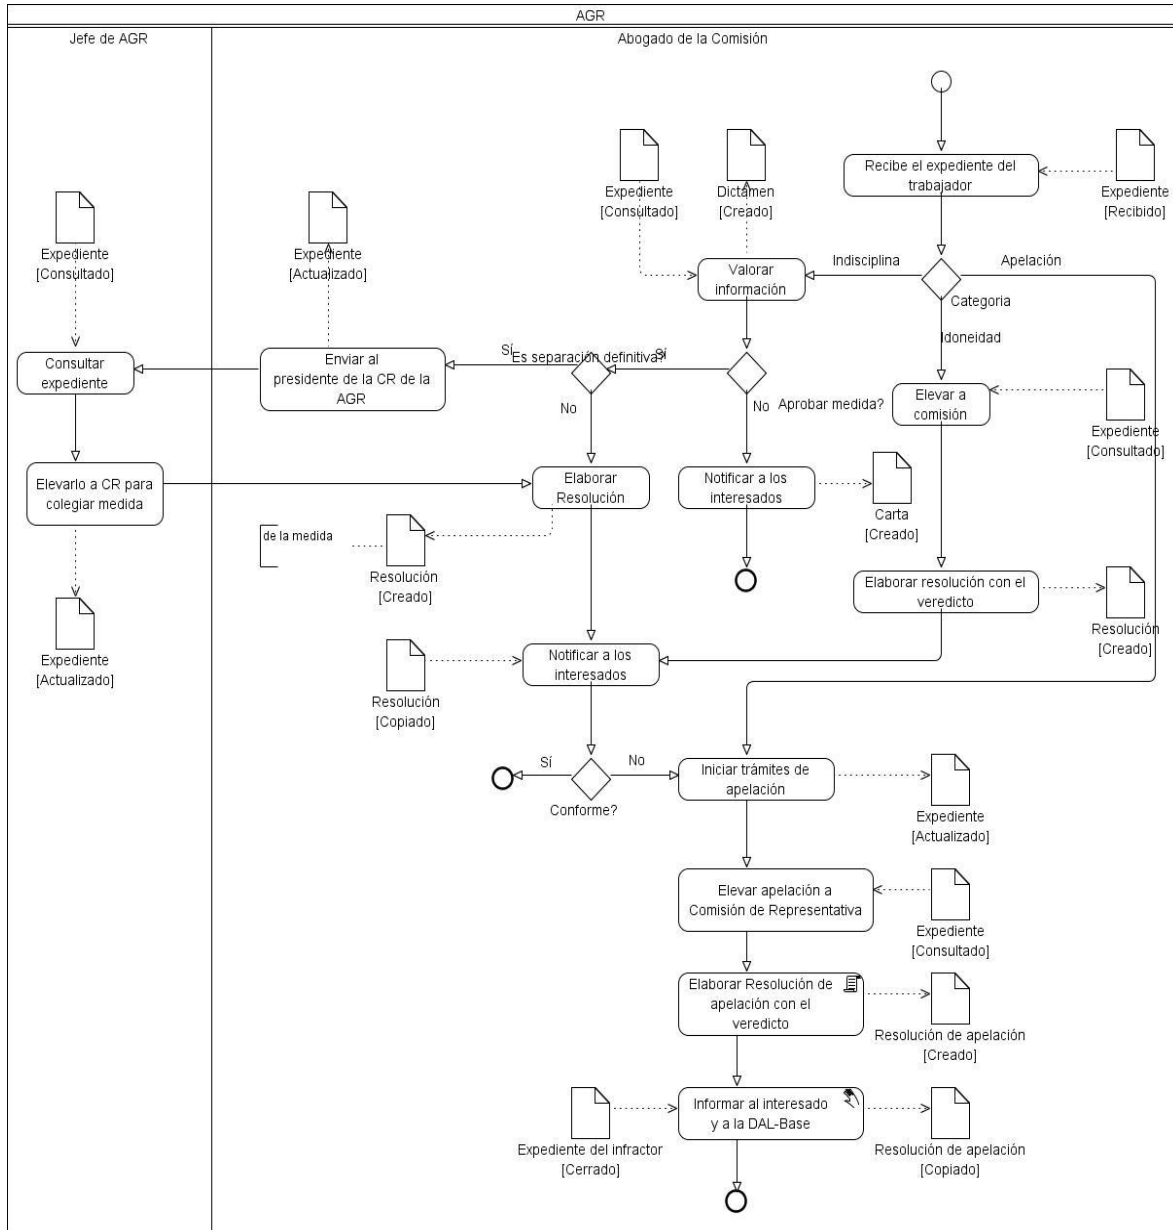 AGR
Jefe de AGR
Abogado de la Comisión
Recibe el expediente del
trabajador
Expediente
[Recibido]
Expediente
[Consultado]
Dictámen
[Creado]
Expediente
[Consultado]
Expediente
[Actualizado]
Valorar
información
Indisciplina
Apelación
Categoria
Idoneidad
Consultar
expediente
Enviar al
presidente de la CR de la
AGR
Sí
Es separación definitiva?
Sí
No
No
Aprobar medida?
Elevar a
comisión
Expediente
[Consultado]
Elevarlo a CR para
colegiar medida
Elaborar
Resolución
Notificar a los
interesados
Carta
[Creado]
de la medida
Resolución
[Creado]
Elaborar resolución con el
veredicto
Resolución
[Creado]
Expediente
[Actualizado]
Notificar a los
interesados
Resolución
[Copiado]
Sí
No
Conforme?
Iniciar trámites de
apelación
Expediente
[Actualizado]
Elevar apelación a
Comisión de Representativa
Expediente
[Consultado]
Elaborar Resolución de
apelación con el
veredicto
Resolución de apelación
[Creado]
Informar al interesado
y a la DAL-Base
Expediente del infractor
[Cerrado]
Resolución de apelación
[Copiado]